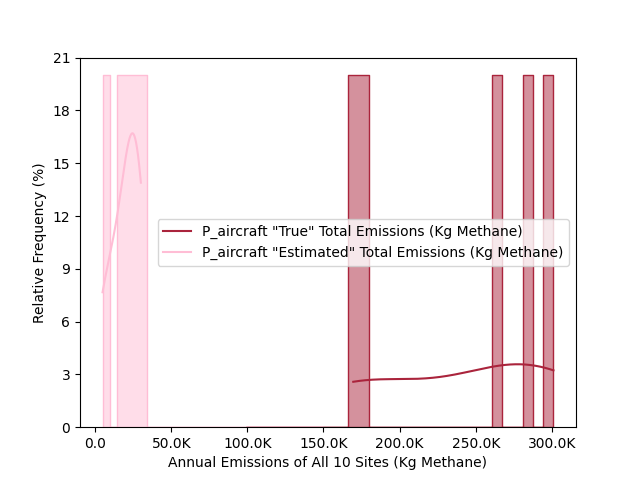 21
18
15
12
9
6
3
0
Relative Frequency (%)
P_aircraft "True" Total Emissions (Kg Methane)
P_aircraft "Estimated" Total Emissions (Kg Methane)
0.0 50.0K 100.0K 150.0K 200.0K 250.0K 300.0K
Annual Emissions of All 10 Sites (Kg Methane)